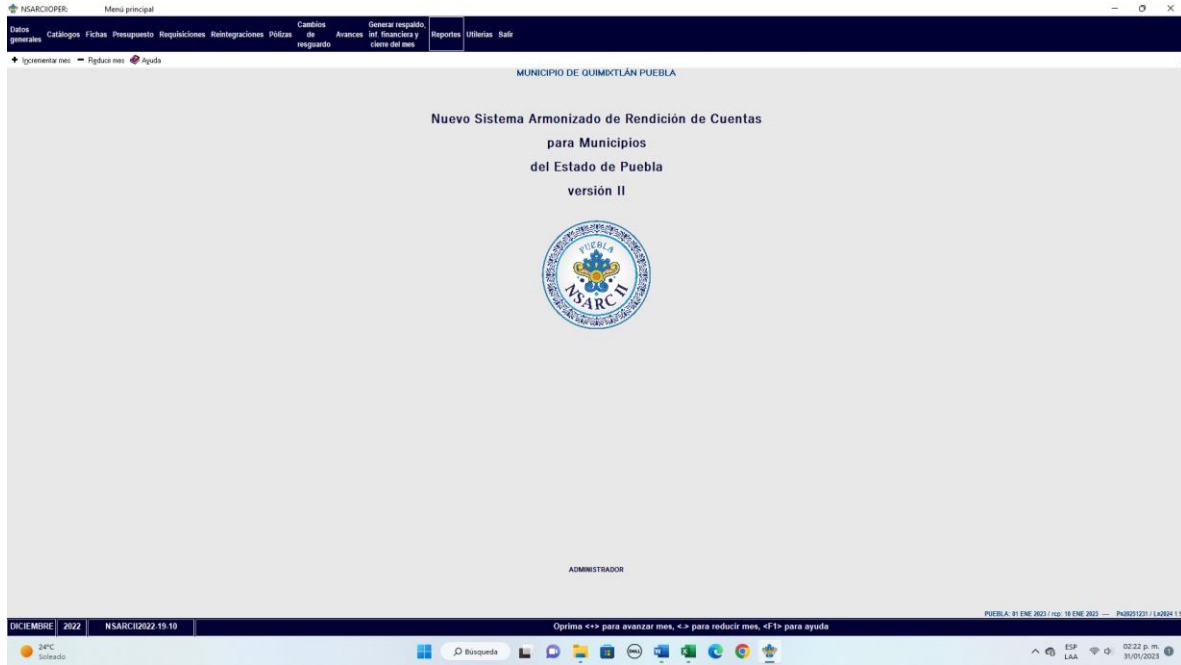 NSARCIIOPER: Menú principal
Datos generales Catálogos Fichas Presupuesto Requisiciones Reintegraciones Pólizas Cambios de resguardo Avances Generar respaldo, inf. financiera y cierre del mes Reportes Utilerías Salir
Incrementar mes Reducir mes Ayuda
MUNICIPIO DE QUIMIXTLÁN PUEBLA
Nuevo Sistema Armonizado de Rendición de Cuentas
para Municipios
del Estado de Puebla
versión II
PUEBLA
NSARC II
ADMINISTRADOR
PUEBLA: 01 ENE 2023 / rcp: 10 ENE 2023 --- Ps20251231 /
DICIEMBRE 2022 NSARCII2022-19-10 Oprima <+> para avanzar mes, <-> para reducir mes, <F1> para ayuda
24°C
Soleado
Búsqueda
DELL
ESP
LAA
02:22 p. m.
31/01/2023